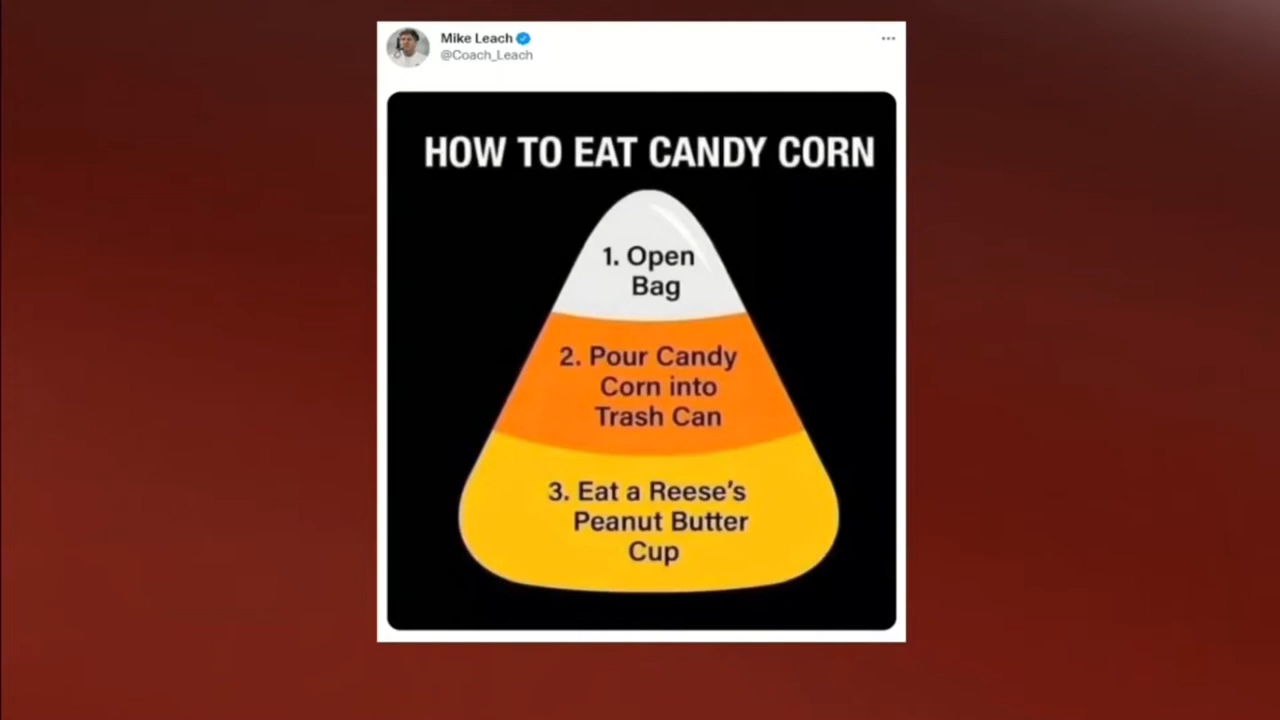 Mike Leach
@Coach_Leach
HOW TO EAT CANDY CORN
1. Open
Bag
2. Pour Candy
Corn into
Trash Can
3. Eat a Reese’s
Peanut Butter
Cup